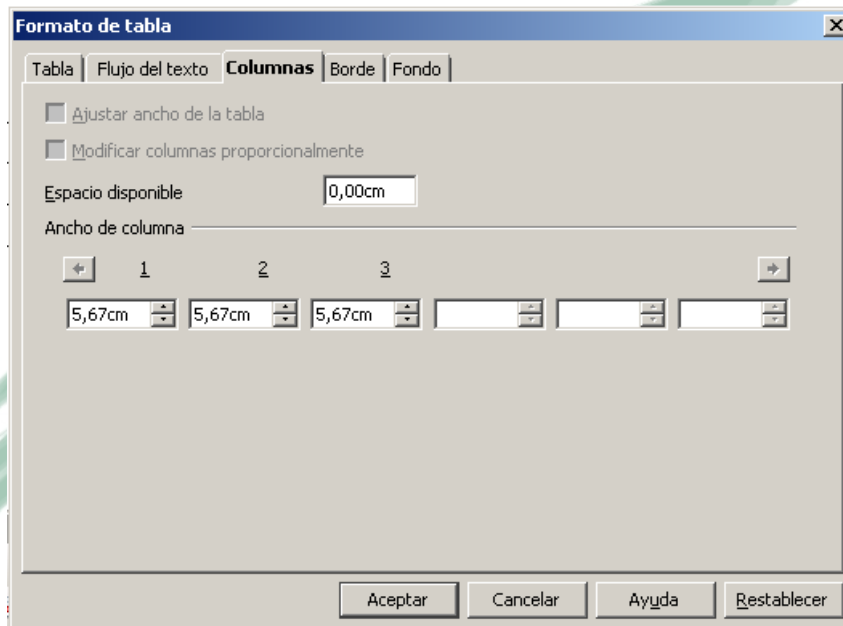 Formato de tabla
Tabla Flujo del texto Columnas Borde Fondo
Ajustar ancho de la tabla
Modificar columnas proporcionalmente
Espacio disponible 0,00cm
Ancho de columna
1 2 3
5,67cm 5,67cm 5,67cm
Aceptar Cancelar Ayuda Restablecer